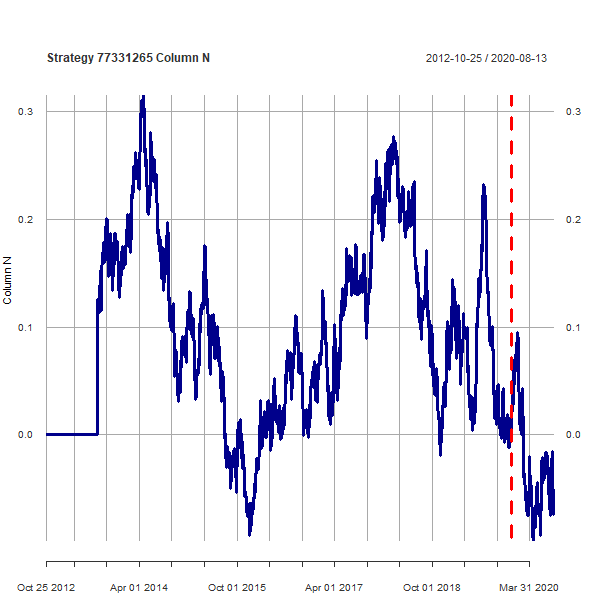 Strategy 77331265 Column N
2012-10-25 / 2020-08-13
0.3
0.3
0.2
0.2
Column N
0.1
0.1
0.0
0.0
Oct 25 2012
Apr 01 2014
Oct 01 2015
Apr 01 2017
Oct 01 2018
Mar 31 2020